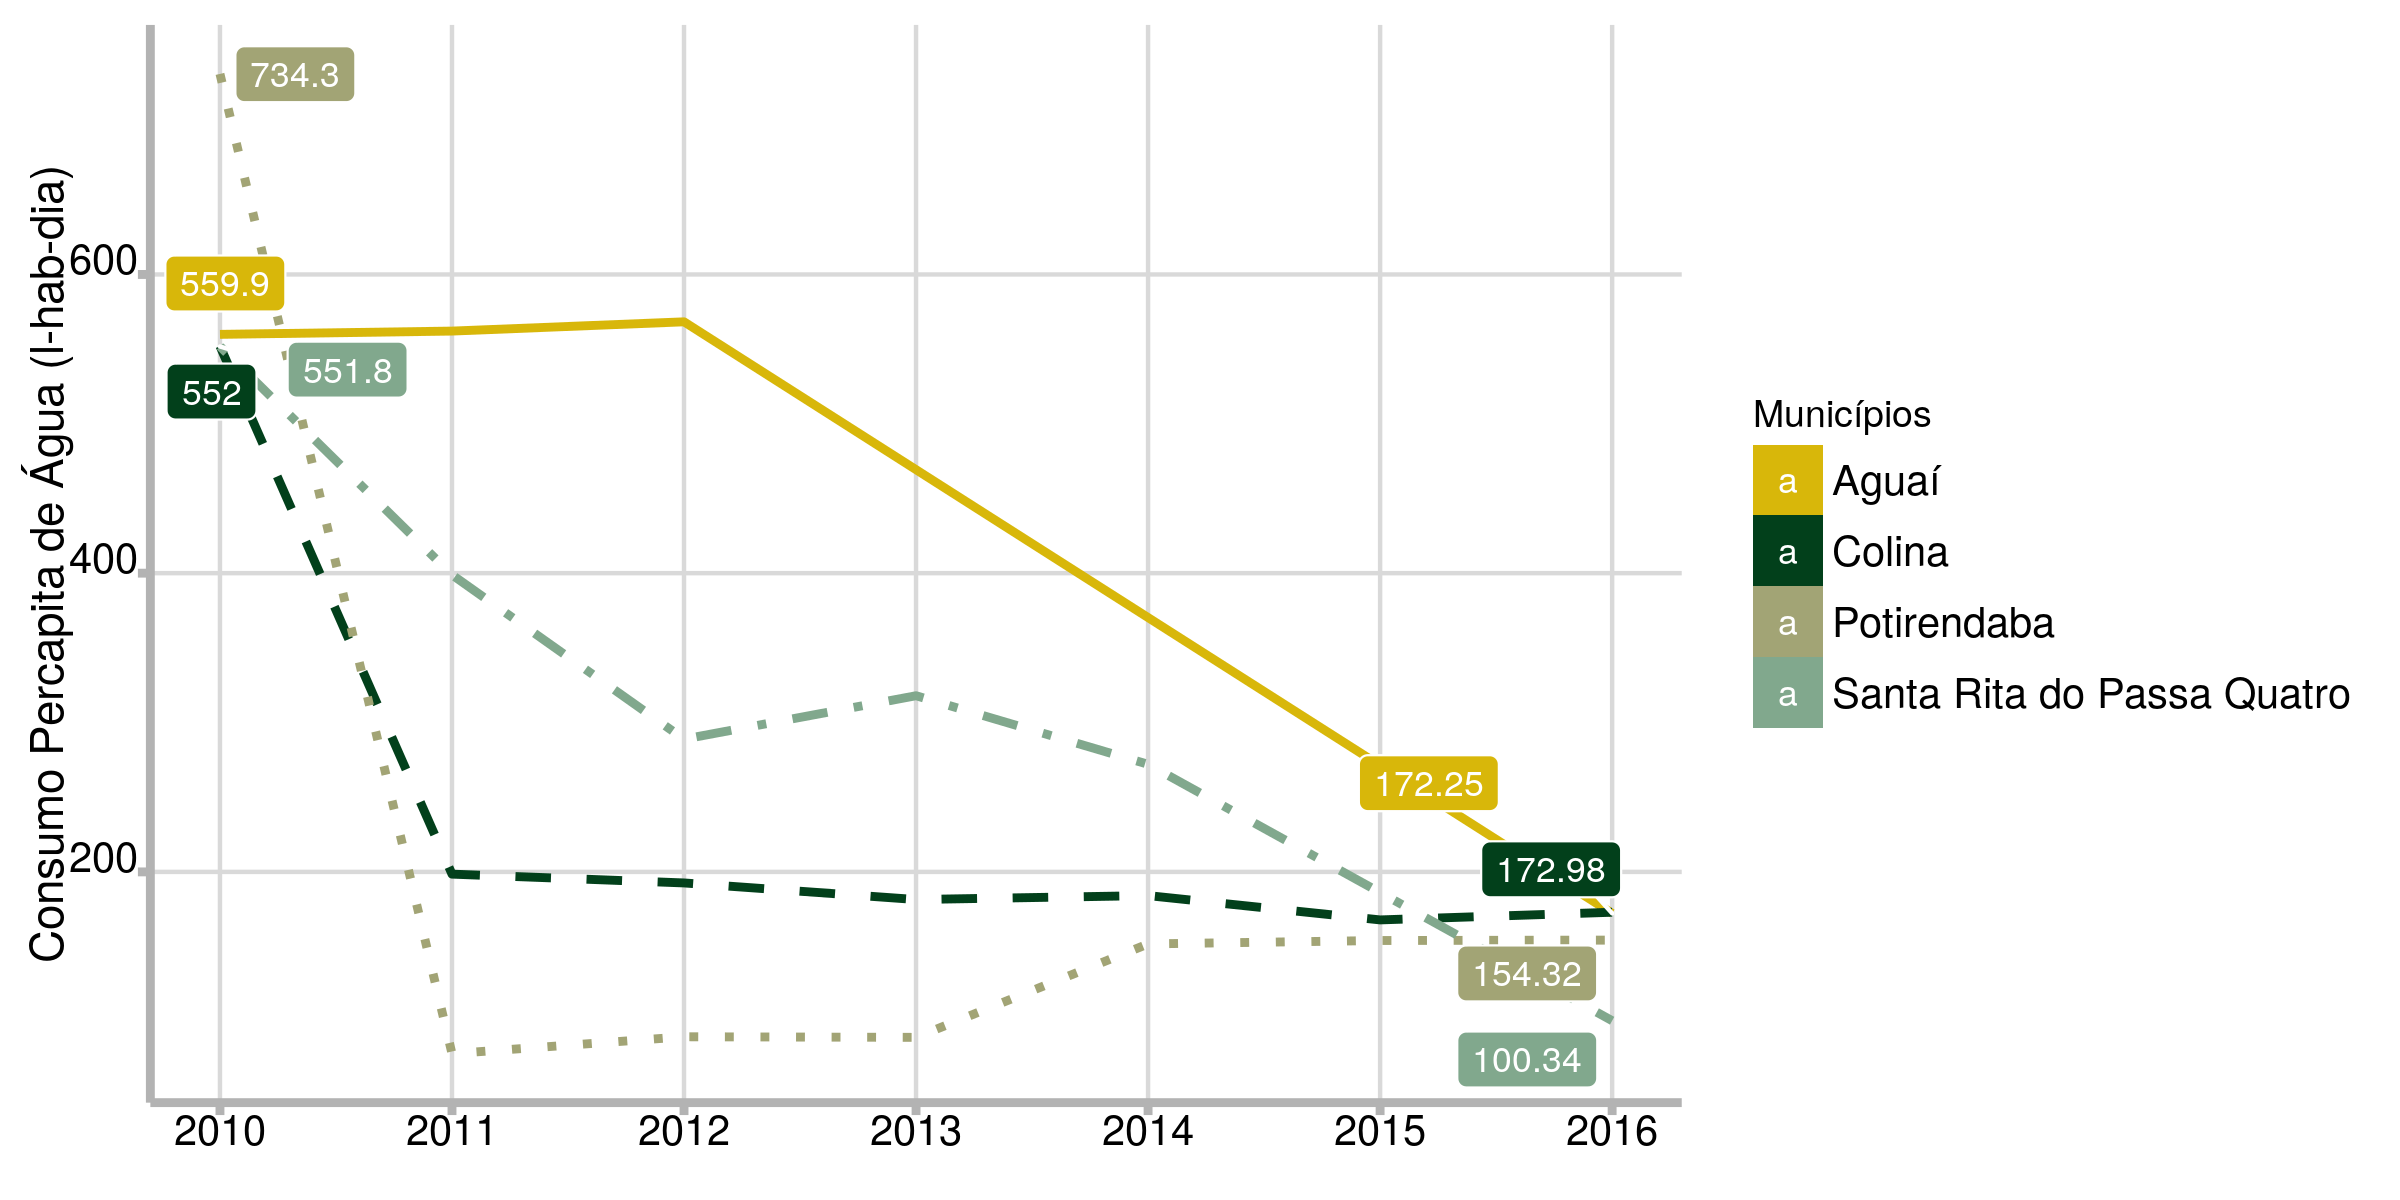 Consumo Percapita de Água (l-hab-dia)
600
400
200
734.3
559.9
551.8
552
172.25
172.98
154.32
100.34
2010 2011 2012 2013 2014 2015 2016
Municípios
a Aguaí
a Colina
a Potirendaba
a Santa Rita do Passa Quatro